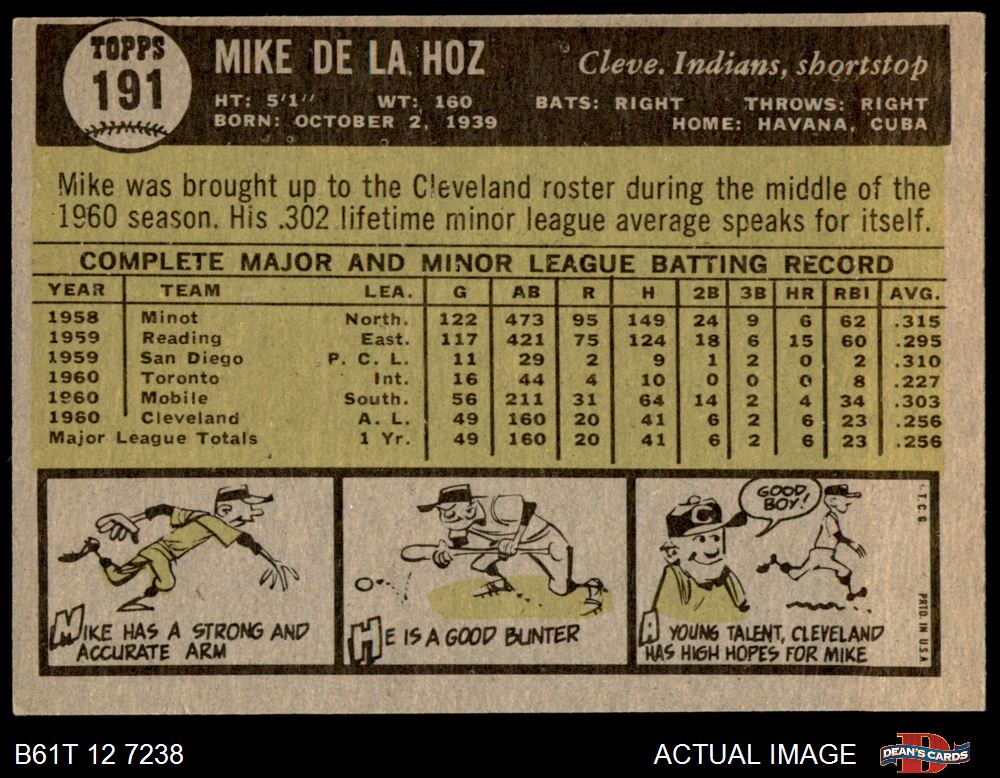 TOPPS
191
MIKE DE LA HOZ
Cleve. Indians, shortstop
HT: 5'1" WT: 160 BATS: RIGHT THROWS: RIGHT
BORN: OCTOBER 2, 1939 HOME: HAVANA, CUBA
Mike was brought up to the Cleveland roster during the middle of the
1960 season. His .302 lifetime minor league average speaks for itself.
COMPLETE MAJOR AND MINOR LEAGUE BATTING RECORD
YEAR TEAM LEA. G AB R H 2B 3B HR RBI AVG.
1958 Minot North. 122 473 95 149 24 9 6 62 .315
1959 Reading East. 117 421 75 124 18 6 15 60 .295
1959 San Diego P. C. L. 11 29 2 9 1 2 0 2 .310
1960 Toronto Int. 16 44 4 10 0 0 0 8 .227
1960 Mobile South. 56 211 31 64 14 2 4 34 .303
1960 Cleveland A. L. 49 160 20 41 6 2 6 23 .256
Major League Totals 1 Yr. 49 160 20 41 6 2 6 23 .256
MIKE HAS A STRONG AND
ACCURATE ARM
HE IS A GOOD BUNTER
GOOD
BOY!
C
A YOUNG TALENT, CLEVELAND
HAS HIGH HOPES FOR MIKE
T.C.G.
PRTD IN U.S.A.
B61T 12 7238
ACTUAL IMAGE
DEAN'S CARDS